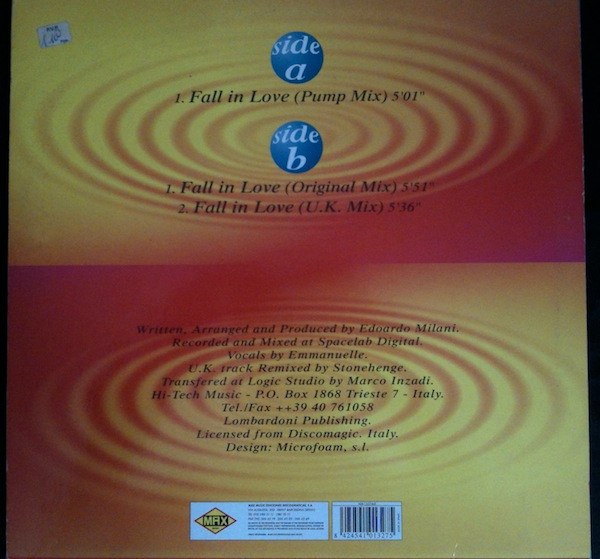 side
a
1. Fall in Love (Pump Mix) 5'01"
side
b
1. Fall in Love (Original Mix) 5'51"
2. Fall in Love (U.K. Mix) 5'36"
Written, Arranged and Produced by Edoardo Milani.
Recorded and Mixed at Spacelab Digital.
Vocals by Emmanuelle.
U.K. track Remixed by Stonehenge.
Transfered at Logic Studio by Marco Inzadi.
Hi-Tech Music - P.O. Box 1868 Trieste 7 - Italy.
Tel./Fax ++39 40 761058
Lombardoni Publishing.
Licensed from Discomagic. Italy.
Design: Microfoam, s.l.
MAX
8 424541 013275